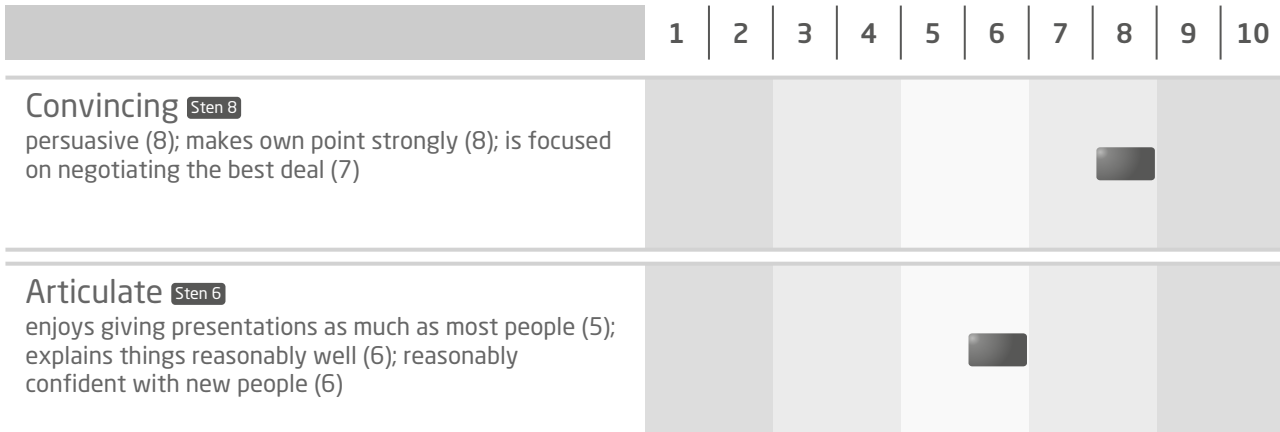 1 2 3 4 5 6 7 8 9 10
Convincing Sten 8
persuasive (8); makes own point strongly (8); is focused
on negotiating the best deal (7)
Articulate Sten 6
enjoys giving presentations as much as most people (5);
explains things reasonably well (6); reasonably
confident with new people (6)